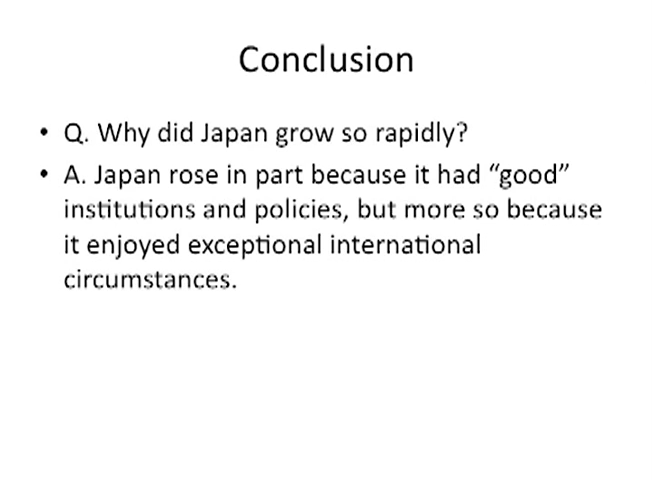 Conclusion
• Q. Why did Japan grow so rapidly?
• A. Japan rose in part because it had “good”
institutions and policies, but more so because
it enjoyed exceptional international
circumstances.